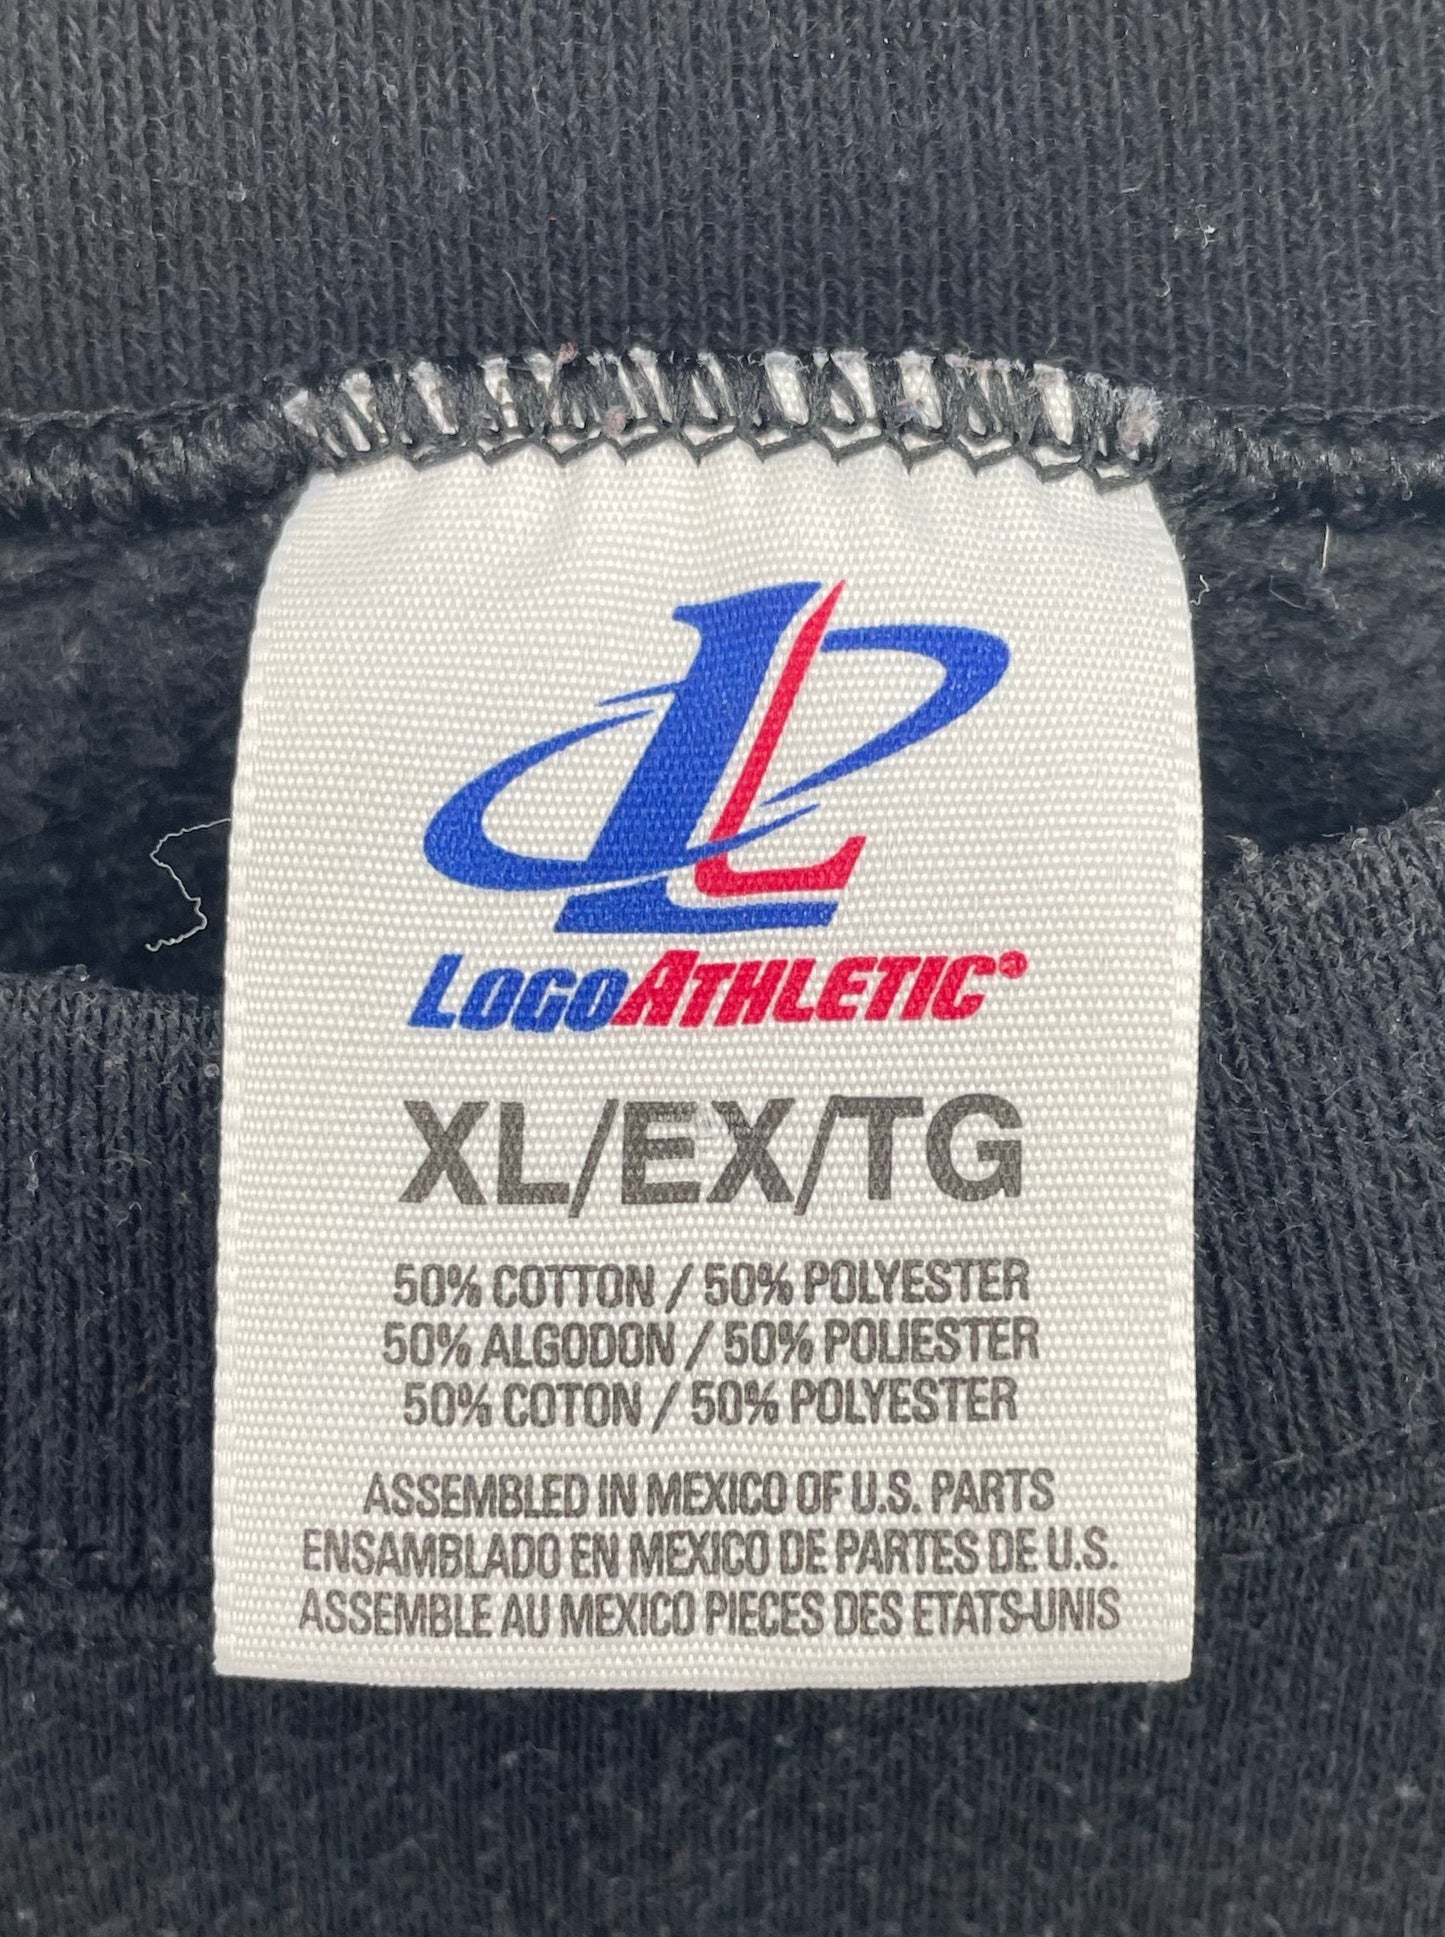 LOGOATHLETIC®
XL/EX/TG
50% COTTON / 50% POLYESTER
50% ALGODON / 50% POLIESTER
50% COTON / 50% POLYESTER
ASSEMBLED IN MEXICO OF U.S. PARTS
ENSAMBLADO EN MEXICO DE PARTES DE U.S.
ASSEMBLE AU MEXICO PIECES DES ETATS-UNIS